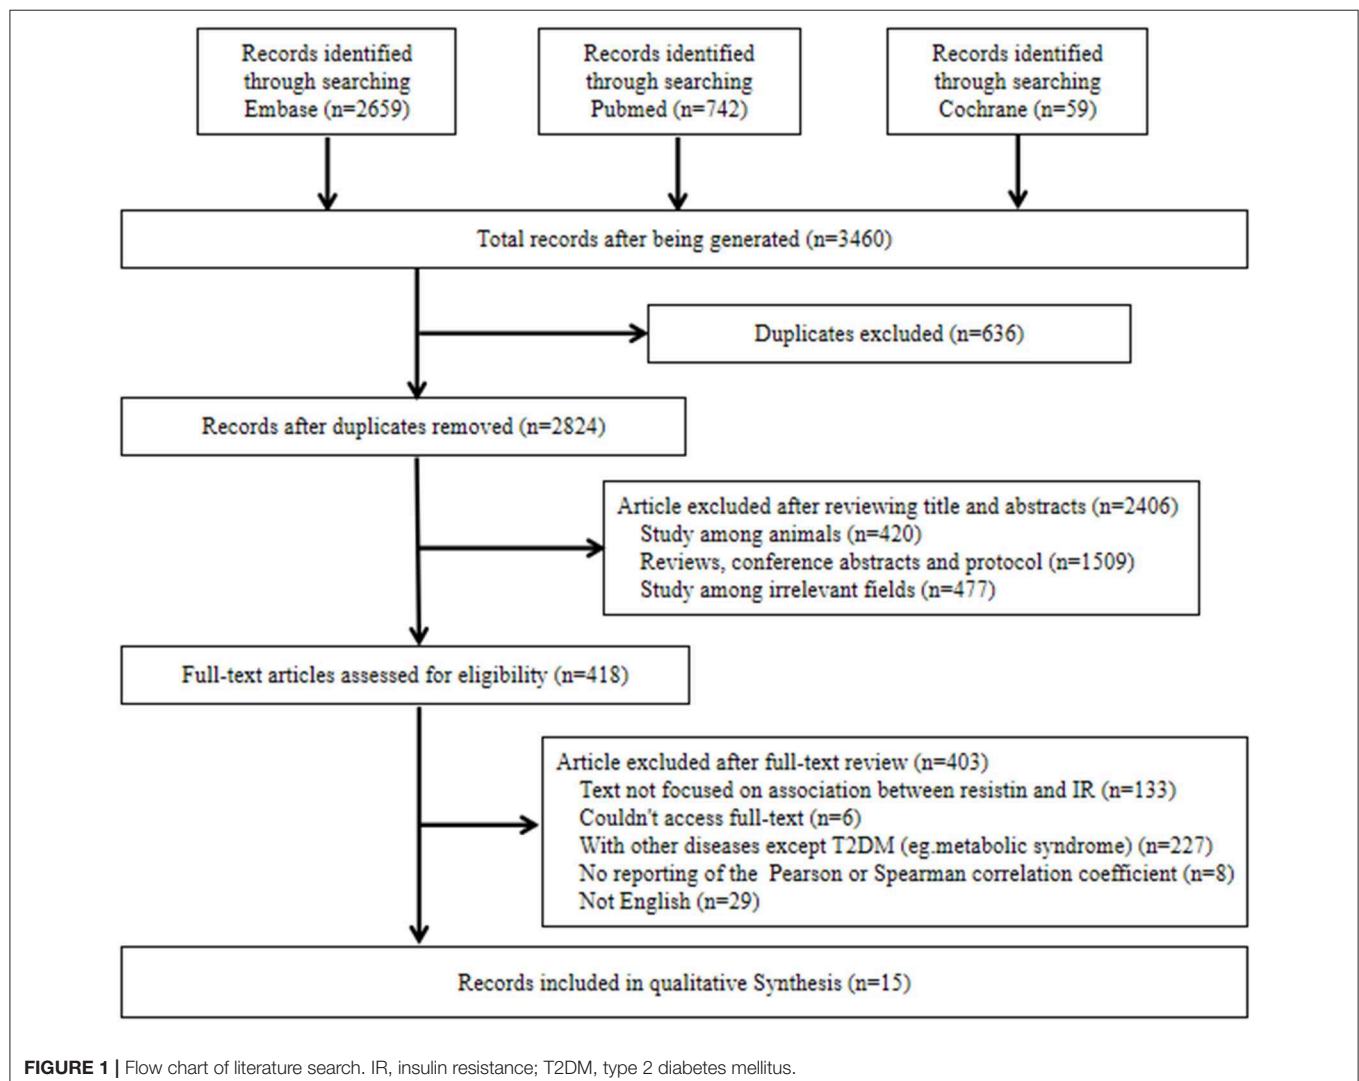 Records identified
through searching
Embase (n=2659)
Records identified
through searching
Pubmed (n=742)
Records identified
through searching
Cochrane (n=59)
Total records after being generated (n=3460)
Duplicates excluded (n=636)
Records after duplicates removed (n=2824)
Article excluded after reviewing title and abstracts (n=2406)
Study among animals (n=420)
Reviews, conference abstracts and protocol (n=1509)
Study among irrelevant fields (n=477)
Full-text articles assessed for eligibility (n=418)
Article excluded after full-text review (n=403)
Text not focused on association between resistin and IR (n=133)
Couldn't access full-text (n=6)
With other diseases except T2DM (eg.metabolic syndrome) (n=227)
No reporting of the Pearson or Spearman correlation coefficient (n=8)
Not English (n=29)
Records included in qualitative Synthesis (n=15)
FIGURE 1 | Flow chart of literature search. IR, insulin resistance; T2DM, type 2 diabetes mellitus.